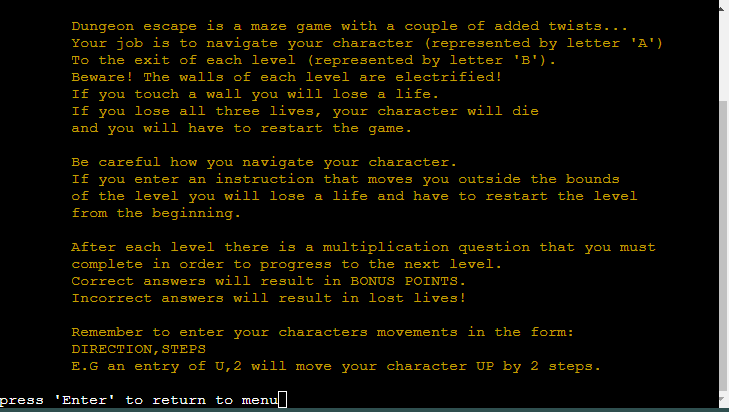 Dungeon escape is a maze game with a couple of added twists...
Your job is to navigate your character (represented by letter 'A')
To the exit of each level (represented by letter 'B').
Beware! The walls of each level are electrified!
If you touch a wall you will lose a life.
If you lose all three lives, your character will die
and you will have to restart the game.
Be careful how you navigate your character.
If you enter an instruction that moves you outside the bounds
of the level you will lose a life and have to restart the level
from the beginning.
After each level there is a multiplication question that you must
complete in order to progress to the next level.
Correct answers will result in BONUS POINTS.
Incorrect answers will result in lost lives!
Remember to enter your characters movements in the form:
DIRECTION,STEPS
E.G an entry of U,2 will move your character UP by 2 steps.
press 'Enter' to return to menu